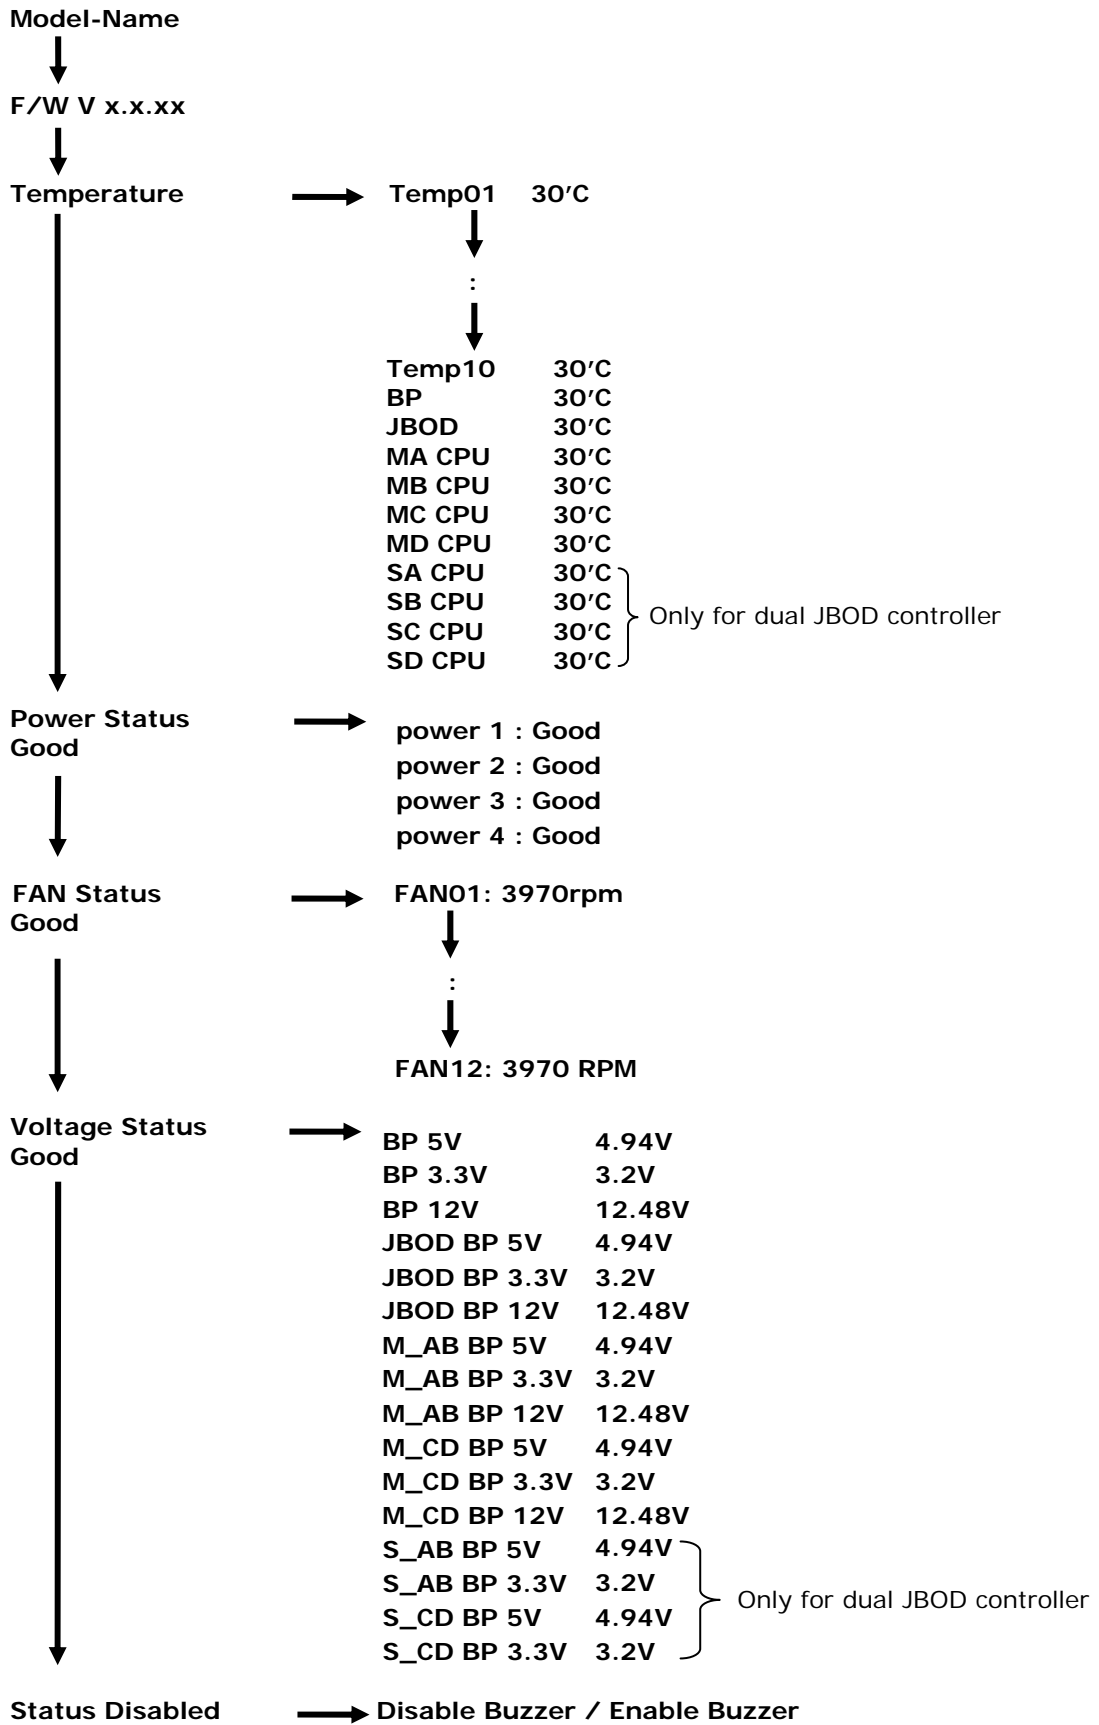 Model-Name
F/W V x.x.xx
Temperature
Temp01 30'C
:
Temp10 30'C
BP 30'C
JBOD 30'C
MA CPU 30'C
MB CPU 30'C
MC CPU 30'C
MD CPU 30'C
SA CPU 30'C
SB CPU 30'C
SC CPU 30'C
SD CPU 30'C
Only for dual JBOD controller
Power Status
Good
power 1 : Good
power 2 : Good
power 3 : Good
power 4 : Good
FAN Status
Good
FAN01: 3970rpm
:
FAN12: 3970 RPM
Voltage Status
Good
BP 5V 4.94V
BP 3.3V 3.2V
BP 12V 12.48V
JBOD BP 5V 4.94V
JBOD BP 3.3V 3.2V
JBOD BP 12V 12.48V
M_AB BP 5V 4.94V
M_AB BP 3.3V 3.2V
M_AB BP 12V 12.48V
M_CD BP 5V 4.94V
M_CD BP 3.3V 3.2V
M_CD BP 12V 12.48V
S_AB BP 5V 4.94V
S_AB BP 3.3V 3.2V
S_CD BP 5V 4.94V
S_CD BP 3.3V 3.2V
Only for dual JBOD controller
Status Disabled
Disable Buzzer / Enable Buzzer